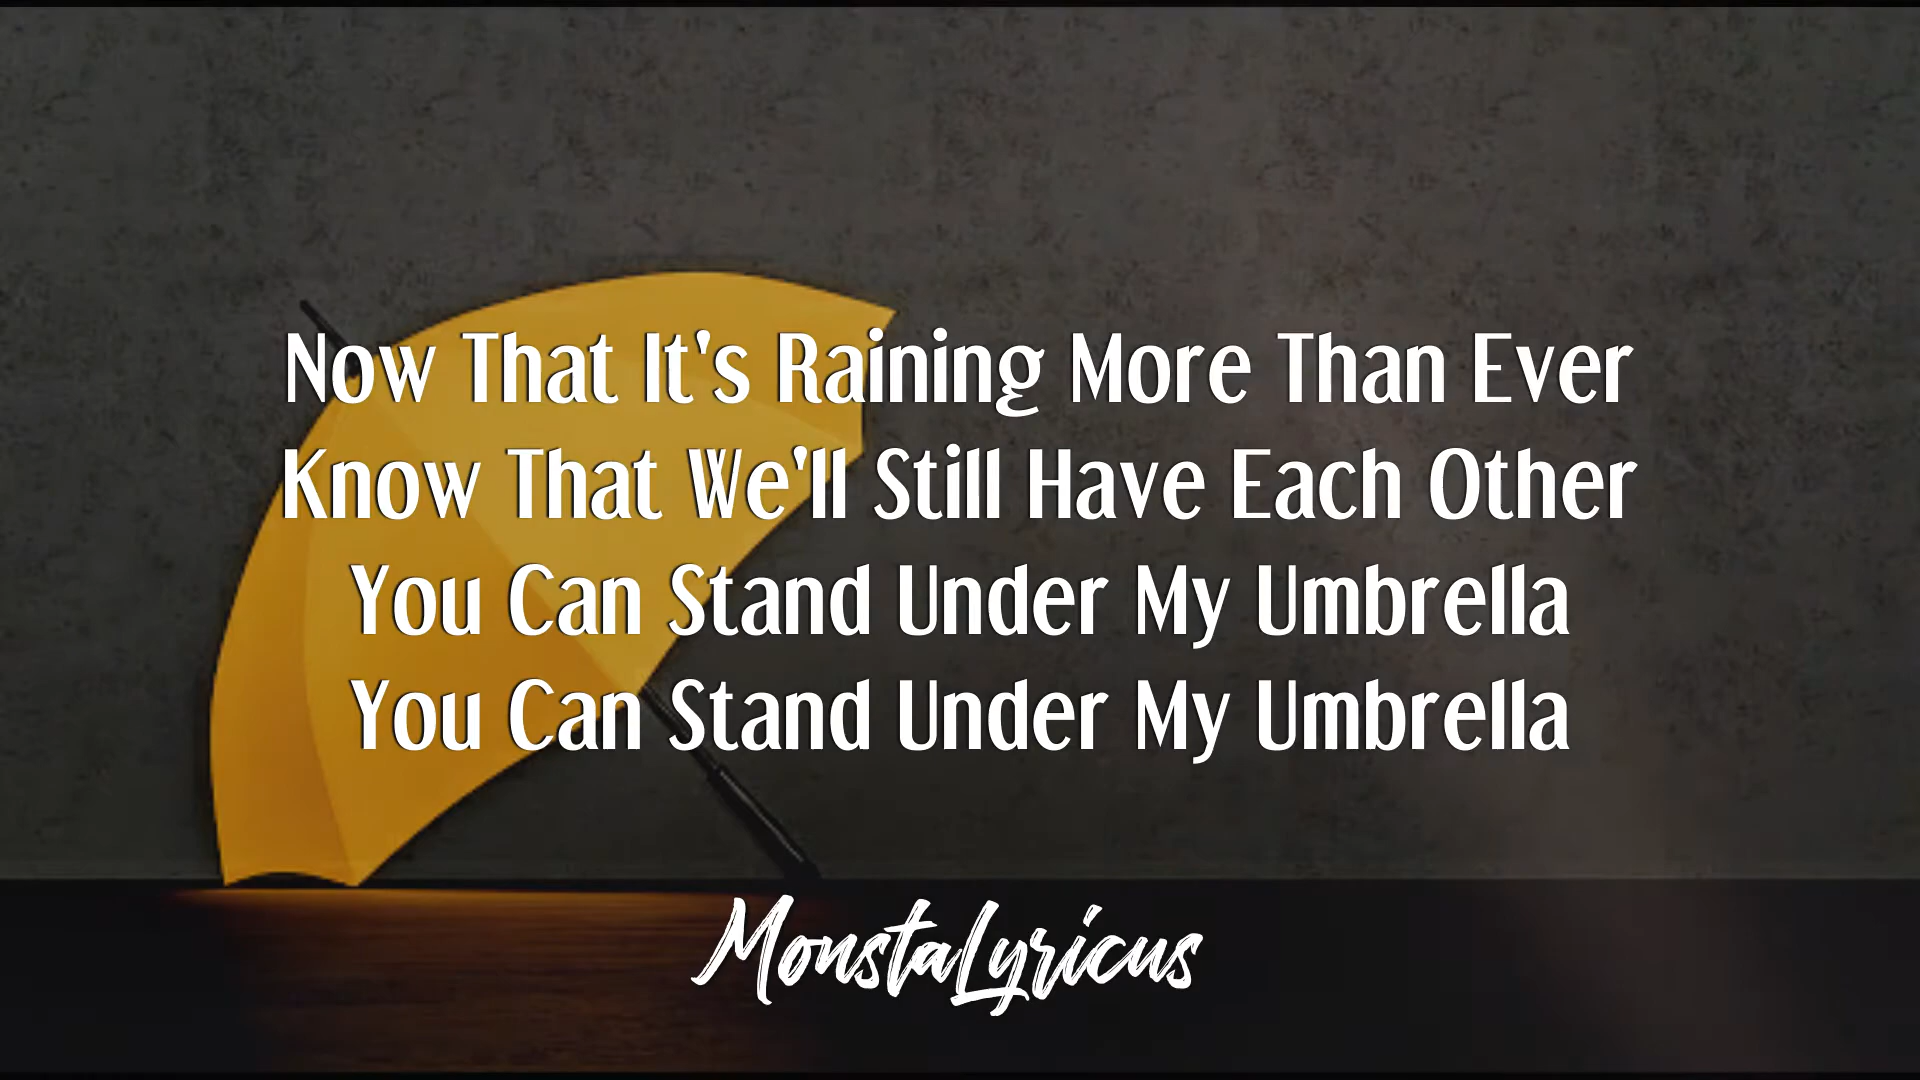 Now That It's Raining More Than Ever
Know That We'll Still Have Each Other
You Can Stand Under My Umbrella
You Can Stand Under My Umbrella
MonstaLyricus